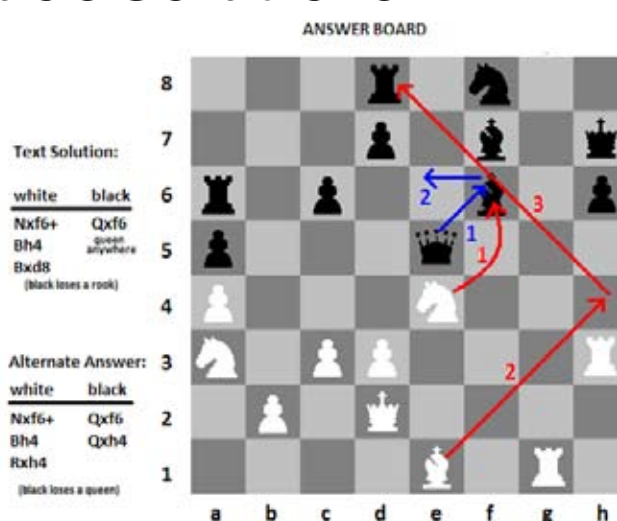 ANSWER BOARD
8
7
6
5
4
3
2
1
a b c d e f g h
Text Solution:
white black
Nxf6+ Qxf6
Bh4 queen anywhere
Bxd8
(black loses a rook)
Alternate Answer:
white black
Nxf6+ Qxf6
Bh4 Qxh4
Rxh4
(black loses a queen)
1
2
3
1
2